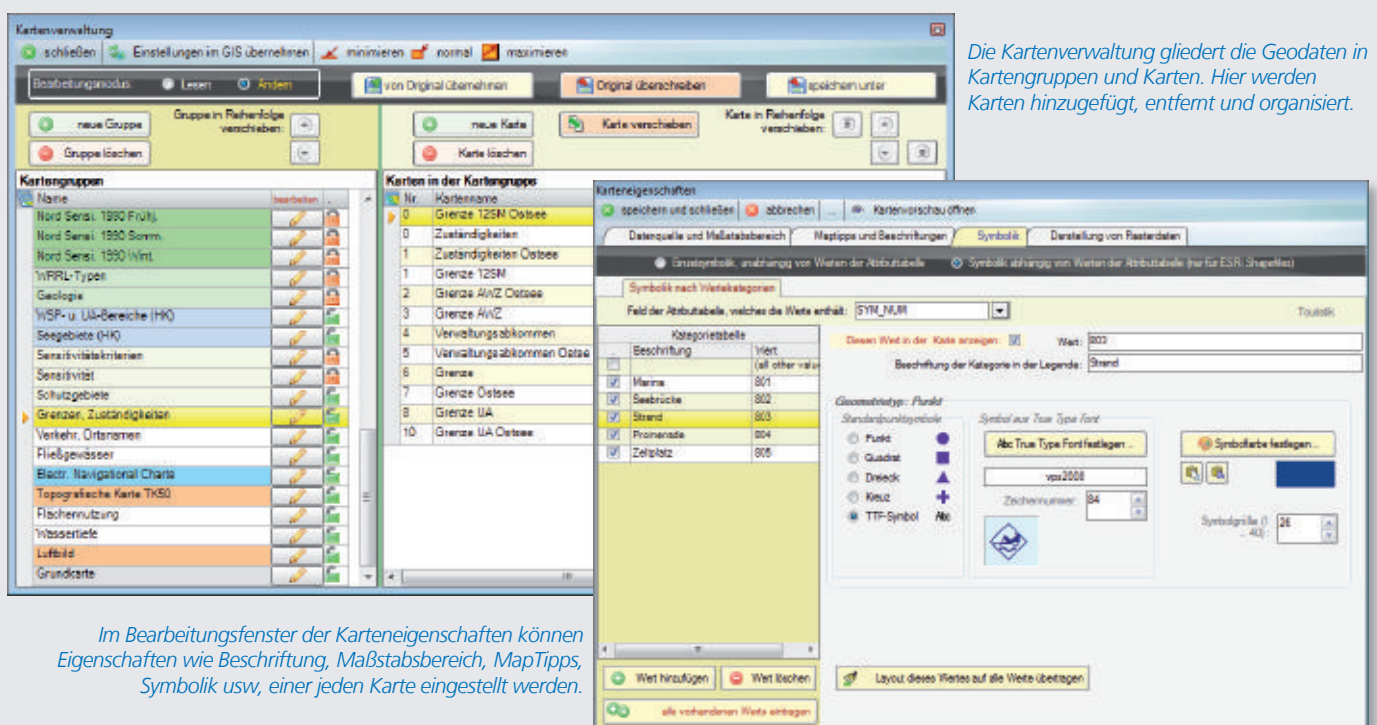 Kartenverwaltung
schließen Einstellungen im GIS übernehmen minimieren normal maximieren
Bearbeitungsmodus: Lesen Ändern von Original übernehmen Original überschreiben speichern unter
neue Gruppe Gruppe in Reihenfolge verschieben: neue Karte Karte verschieben Karte in Reihenfolge verschieben:
Gruppe löschen Karte löschen
Kartengruppen
Name bearbeiten
Nord Sensi. 1990 Frühj.
Nord Sensi. 1990 Somm.
Nord Sensi. 1990 Wint.
WRRL-Typen
Geologie
WSP- u. UA-Bereiche (HK)
Seegebiete (HK)
Sensitivitätskriterien
Sensitivität
Schutzgebiete
Grenzen, Zuständigkeiten
Verkehr, Ortsnamen
Fließgewässer
Electr. Navigational Charts
Topografische Karte TK50
Flächennutzung
Wassertiefe
Luftbild
Grundkarte
Karten in der Kartengruppe
Nr. Kartenname
0 Grenze 12SM Ostsee
0 Zuständigkeiten
1 Zuständigkeiten Ostsee
1 Grenze 12SM
2 Grenze AWZ Ostsee
3 Grenze AWZ
4 Verwaltungsabkommen
5 Verwaltungsabkommen Ostse
6 Grenze
7 Grenze Ostsee
8 Grenze UA
10 Grenze UA Ostsee
Die Kartenverwaltung gliedert die Geodaten in
Kartengruppen und Karten. Hier werden
Karten hinzugefügt, entfernt und organisiert.
Karteneigenschaften
speichern und schließen abbrechen ... Kartenvorschau öffnen
Datenquelle und Maßstabsbereich Maptipps und Beschriftungen Symbolik Darstellung von Rasterdaten
Einzelsymbolik, unabhängig von Werten der Attributtabelle Symbolik abhängig von Werten der Attributtabelle (nur für ESRI Shapefiles)
Symbolik nach Wertekategorien
Feld der Attributtabelle, welches die Werte enthält: SYM_NUM Touristik
Kategorietabelle
Beschriftung Wert
(all other value
Marina 801
Seebrücke 802
Strand 803
Promenade 804
Zeltplatz 805
Diesen Wert in der Karte anzeigen: Wert: 803
Beschriftung der Kategorie in der Legende: Strand
Geometrietyp: Punkt
Standardpunktsymbole
Punkt
Quadrat
Dreieck
Kreuz
TTF-Symbol Abc
Symbol aus True Type Font
Abc True Type Font festlegen ...
vps2008
Zeichennummer: 84
Symbolfarbe festlegen...
Symbolgröße (1 ... 40): 26
Wert hinzufügen Wert löschen Layout dieses Wertes auf alle Werte übertragen
alle vorhandenen Werte eintragen
Im Bearbeitungsfenster der Karteneigenschaften können
Eigenschaften wie Beschriftung, Maßstabsbereich, MapTipps,
Symbolik usw, einer jeden Karte eingestellt werden.